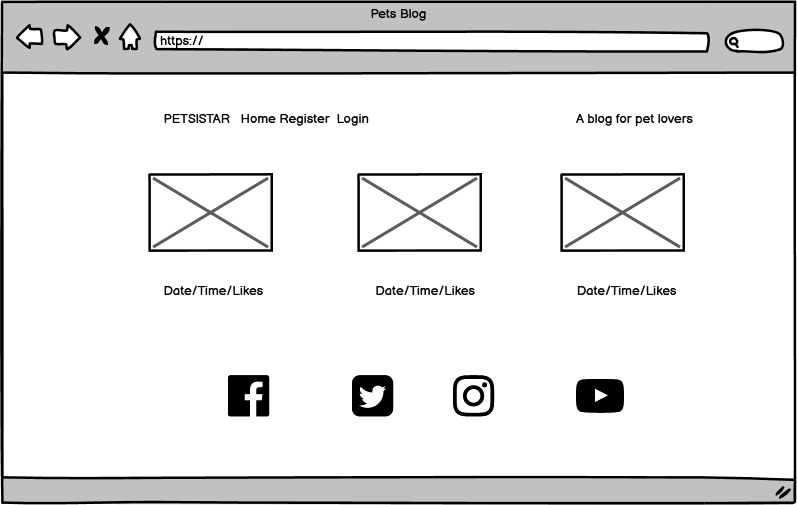 Pets Blog
https://
PETSISTAR Home Register Login A blog for pet lovers
Date/Time/Likes Date/Time/Likes Date/Time/Likes